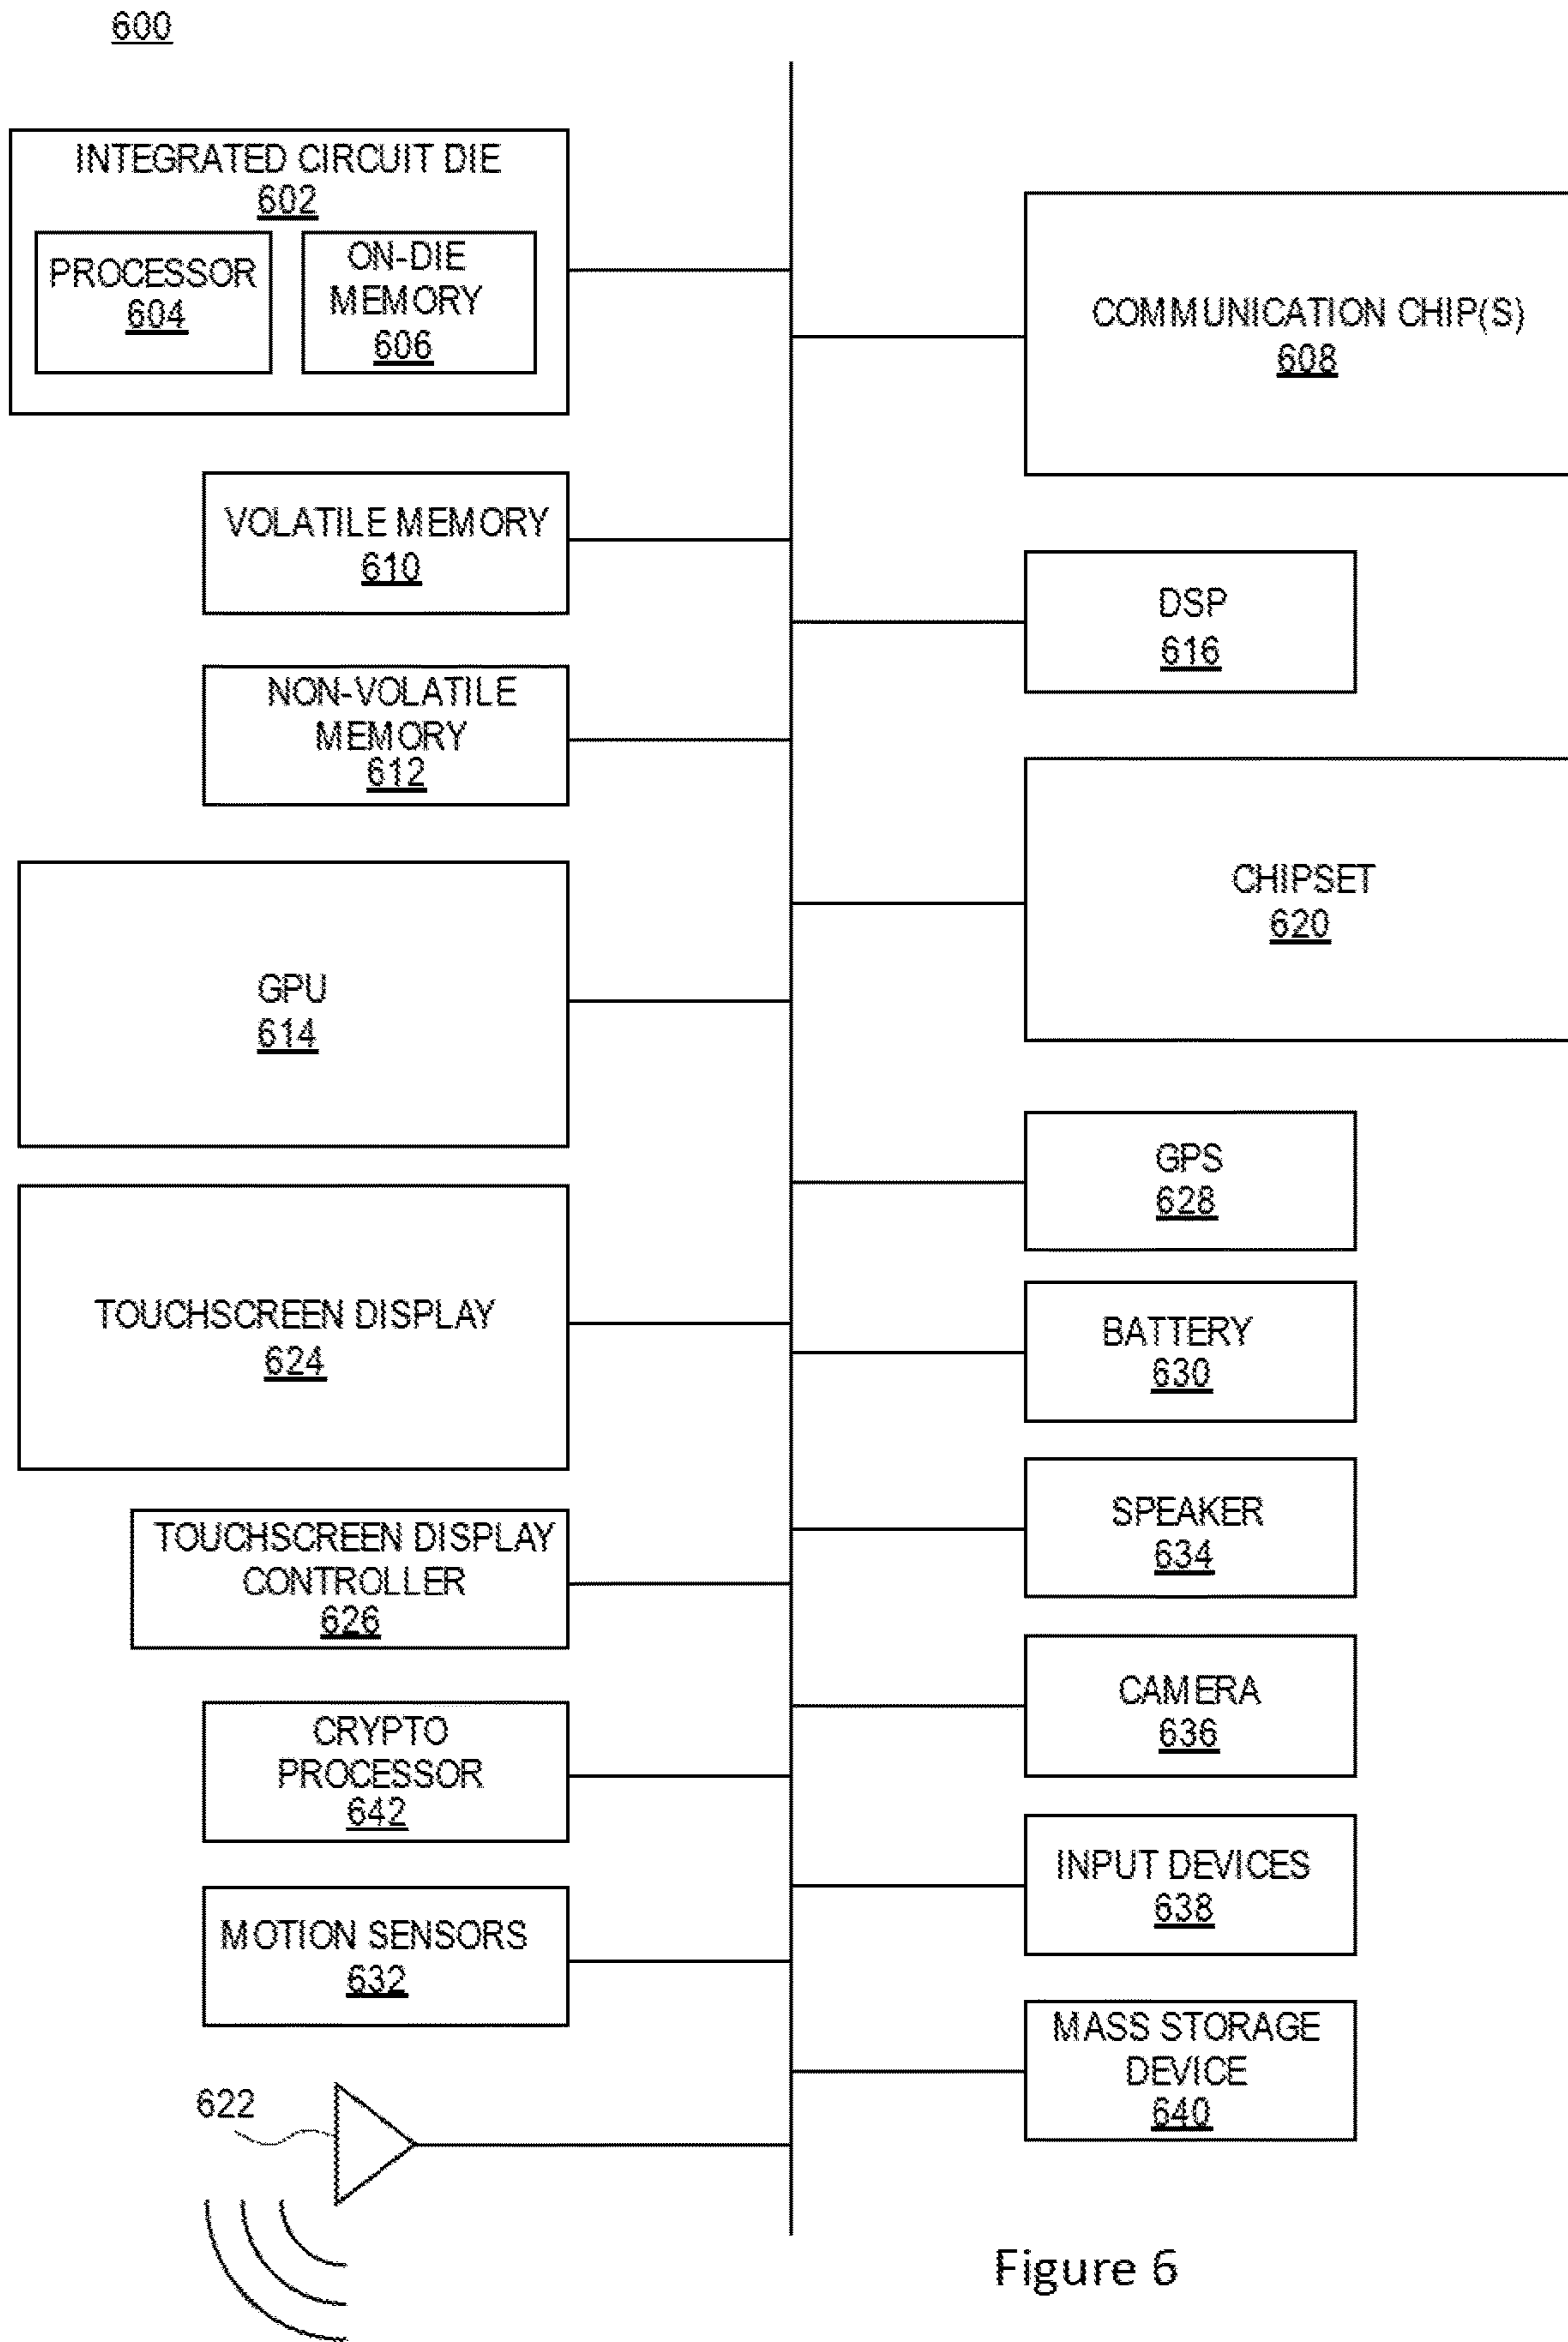 600
INTEGRATED CIRCUIT DIE
602
PROCESSOR
604
ON-DIE
MEMORY
606
COMMUNICATION CHIP(S)
608
VOLATILE MEMORY
610
DSP
616
NON-VOLATILE
MEMORY
612
CHIPSET
620
GPU
614
GPS
628
TOUCHSCREEN DISPLAY
624
BATTERY
630
SPEAKER
634
TOUCHSCREEN DISPLAY
CONTROLLER
626
CAMERA
636
CRYPTO
PROCESSOR
642
INPUT DEVICES
638
MOTION SENSORS
632
MASS STORAGE
DEVICE
640
622
Figure 6